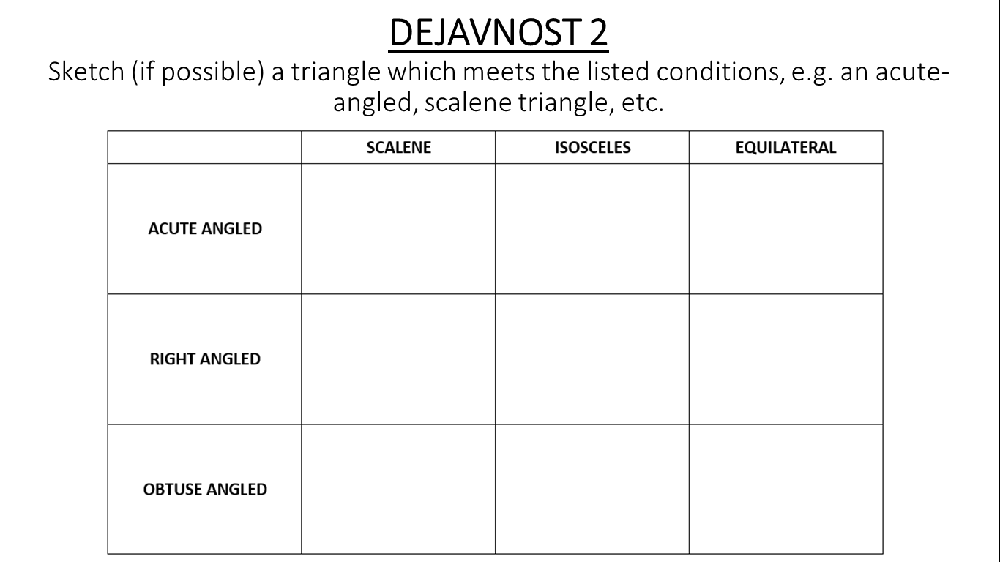 DEJAVNOST 2
Sketch (if possible) a triangle which meets the listed conditions, e.g. an acute-
angled, scalene triangle, etc.
SCALENE ISOSCELES EQUILATERAL
ACUTE ANGLED
RIGHT ANGLED
OBTUSE ANGLED